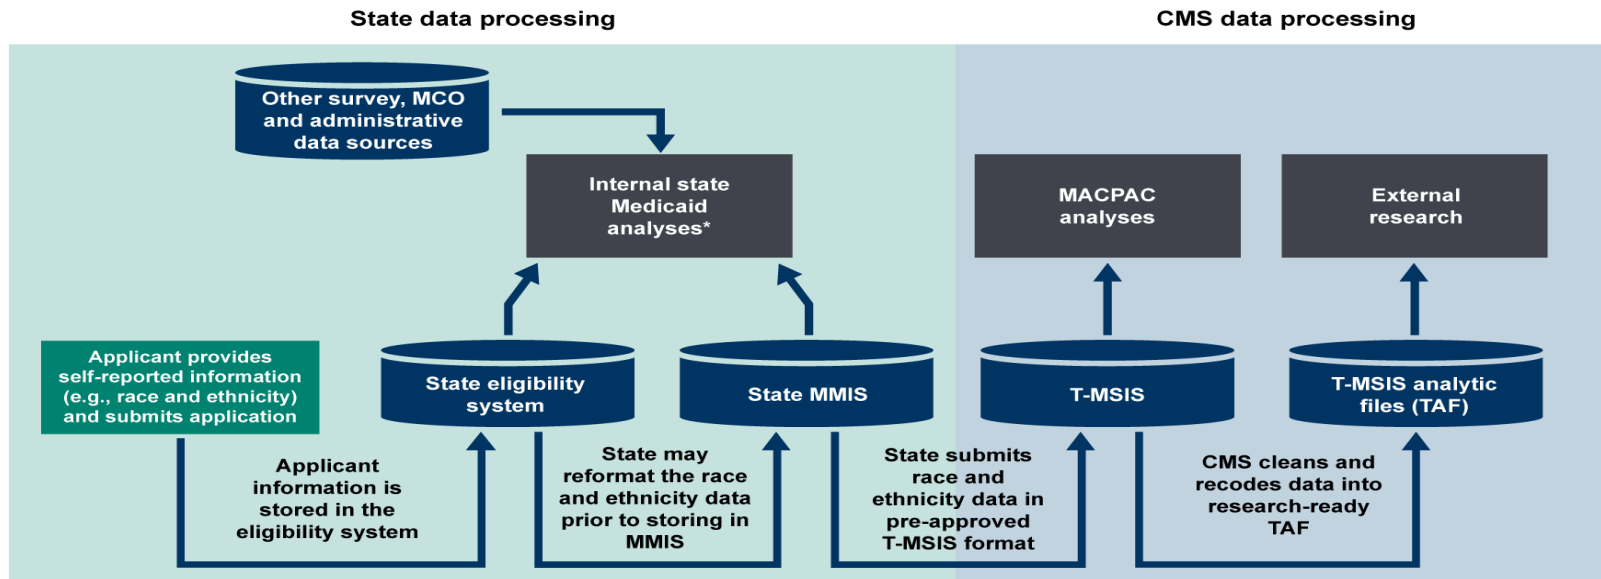 State data processing
CMS data processing
Other survey, MCO
and administrative
data sources
Internal state
Medicaid
analyses*
MACPAC
analyses
External
research
Applicant provides
self-reported information
(e.g., race and ethnicity)
and submits application
State eligibility
system
State MMIS
T-MSIS
T-MSIS analytic
files (TAF)
Applicant
information is
stored in the
eligibility system
State may
reformat the race
and ethnicity data
prior to storing in
MMIS
State submits
race and
ethnicity data in
pre-approved
T-MSIS format
CMS cleans and
recodes data into
research-ready
TAF